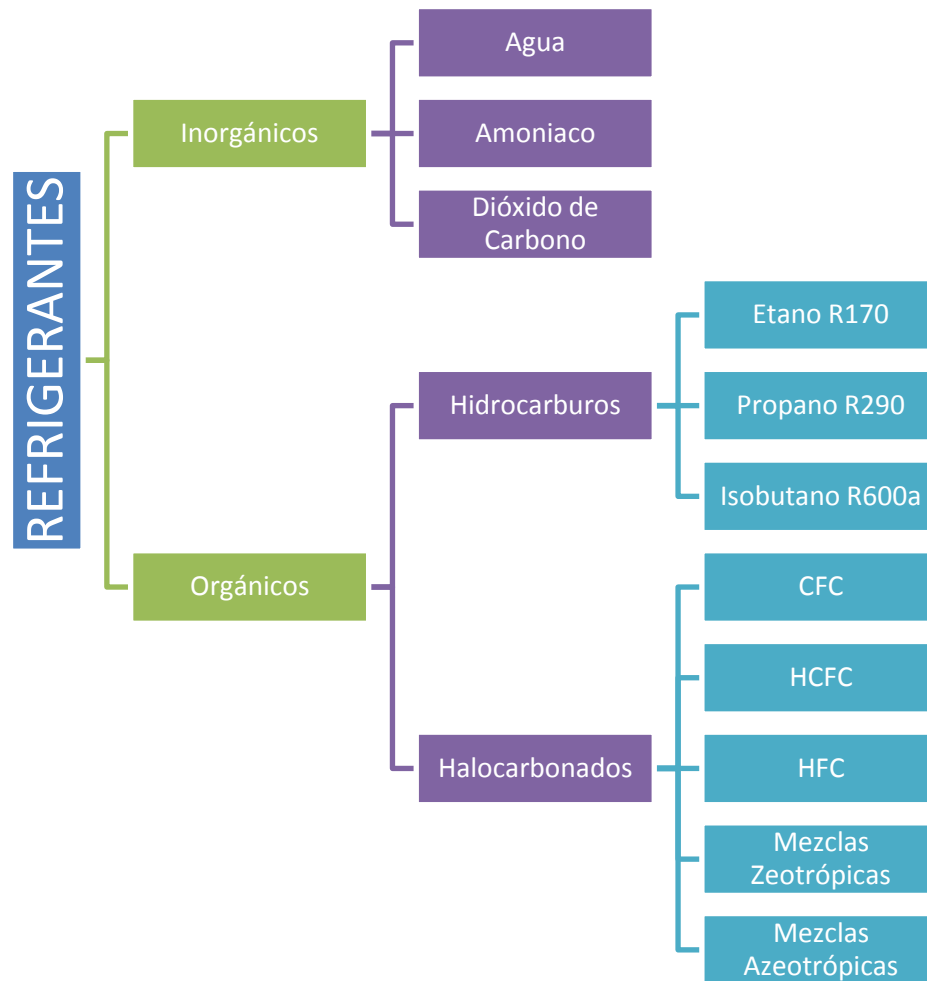 REFRIGERANTES
Inorgánicos
Agua
Amoniaco
Dióxido de
Carbono
Orgánicos
Hidrocarburos
Etano R170
Propano R290
Isobutano R600a
Halocarbonados
CFC
HCFC
HFC
Mezclas
Zeotrópicas
Mezclas
Azeotrópicas